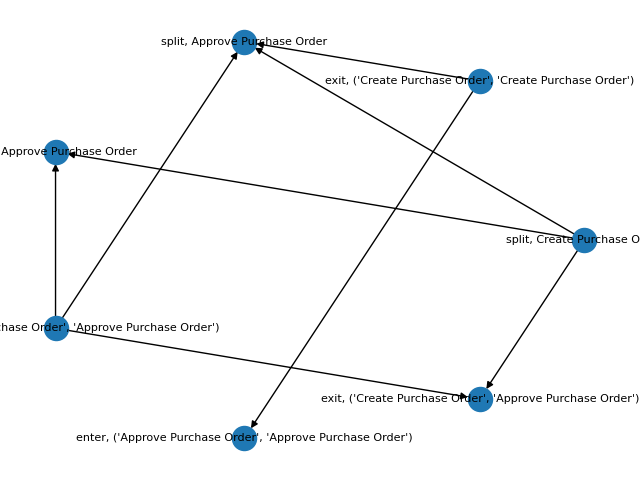 split, Approve Purchase Order
exit, ('Create Purchase Order', 'Create Purchase Order')
Approve Purchase Order
split, Create Purchase O
chase Order', 'Approve Purchase Order')
exit, ('Create Purchase Order', 'Approve Purchase Order')
enter, ('Approve Purchase Order', 'Approve Purchase Order')